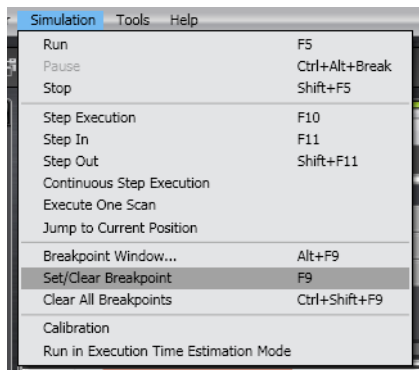 Simulation Tools Help
Run F5
Pause Ctrl+Alt+Break
Stop Shift+F5
Step Execution F10
Step In F11
Step Out Shift+F11
Continuous Step Execution
Execute One Scan
Jump to Current Position
Breakpoint Window... Alt+F9
Set/Clear Breakpoint F9
Clear All Breakpoints Ctrl+Shift+F9
Calibration
Run in Execution Time Estimation Mode